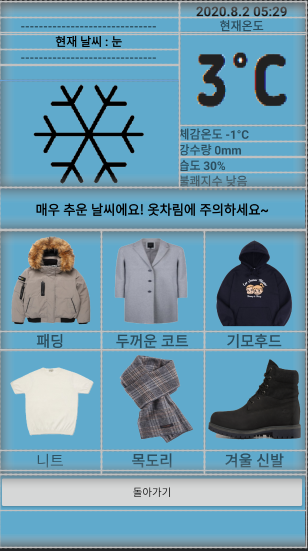 2020.8.2 05:29
현재온도
------------------------------
현재 날씨 : 눈
------------------------------
3°C
체감온도 -1°C
강수량 0mm
습도 30%
불쾌지수 낮음
매우 추운 날씨에요! 옷차림에 주의하세요~
패딩 두꺼운 코트 기모후드
니트 목도리 겨울 신발
돌아가기